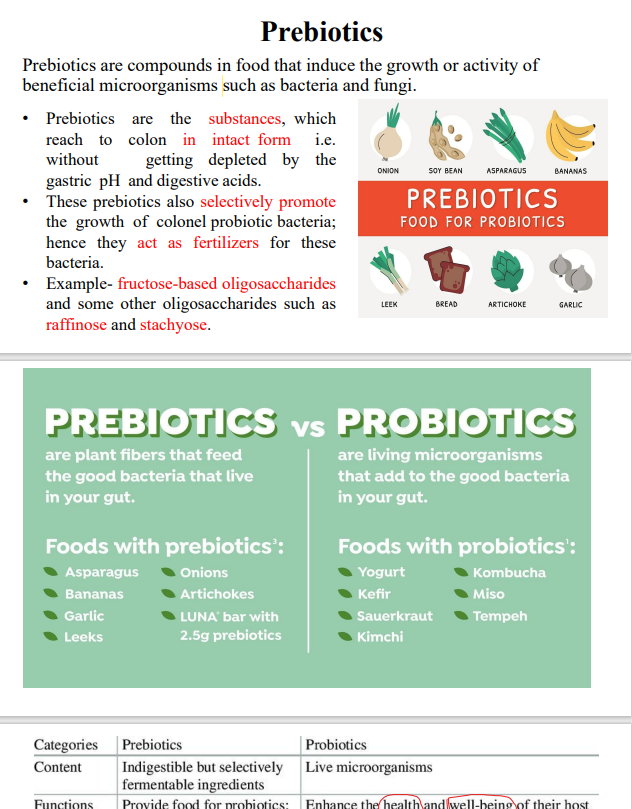 Prebiotics
Prebiotics are compounds in food that induce the growth or activity of
beneficial microorganisms such as bacteria and fungi.
• Prebiotics are the substances, which
reach to colon in intact form i.e.
without getting depleted by the
gastric pH and digestive acids.
• These prebiotics also selectively promote
the growth of colonel probiotic bacteria;
hence they act as fertilizers for these
bacteria.
• Example- fructose-based oligosaccharides
and some other oligosaccharides such as
raffinose and stachyose.
ONION SOY BEAN ASPARAGUS BANANAS
PREBIOTICS
FOOD FOR PROBIOTICS
LEEK BREAD ARTICHOKE GARLIC
PREBIOTICS vs PROBIOTICS
are plant fibers that feed
the good bacteria that live
in your gut.
are living microorganisms
that add to the good bacteria
in your gut.
Foods with prebiotics³:
Asparagus
Bananas
Garlic
Leeks
Onions
Artichokes
LUNA® bar with
2.5g prebiotics
Foods with probiotics¹:
Yogurt
Kefir
Sauerkraut
Kimchi
Kombucha
Miso
Tempeh
Categories Prebiotics Probiotics
Content Indigestible but selectively Live microorganisms
fermentable ingredients
Functions Provide food for probiotics; Enhance the health and well-being of their host